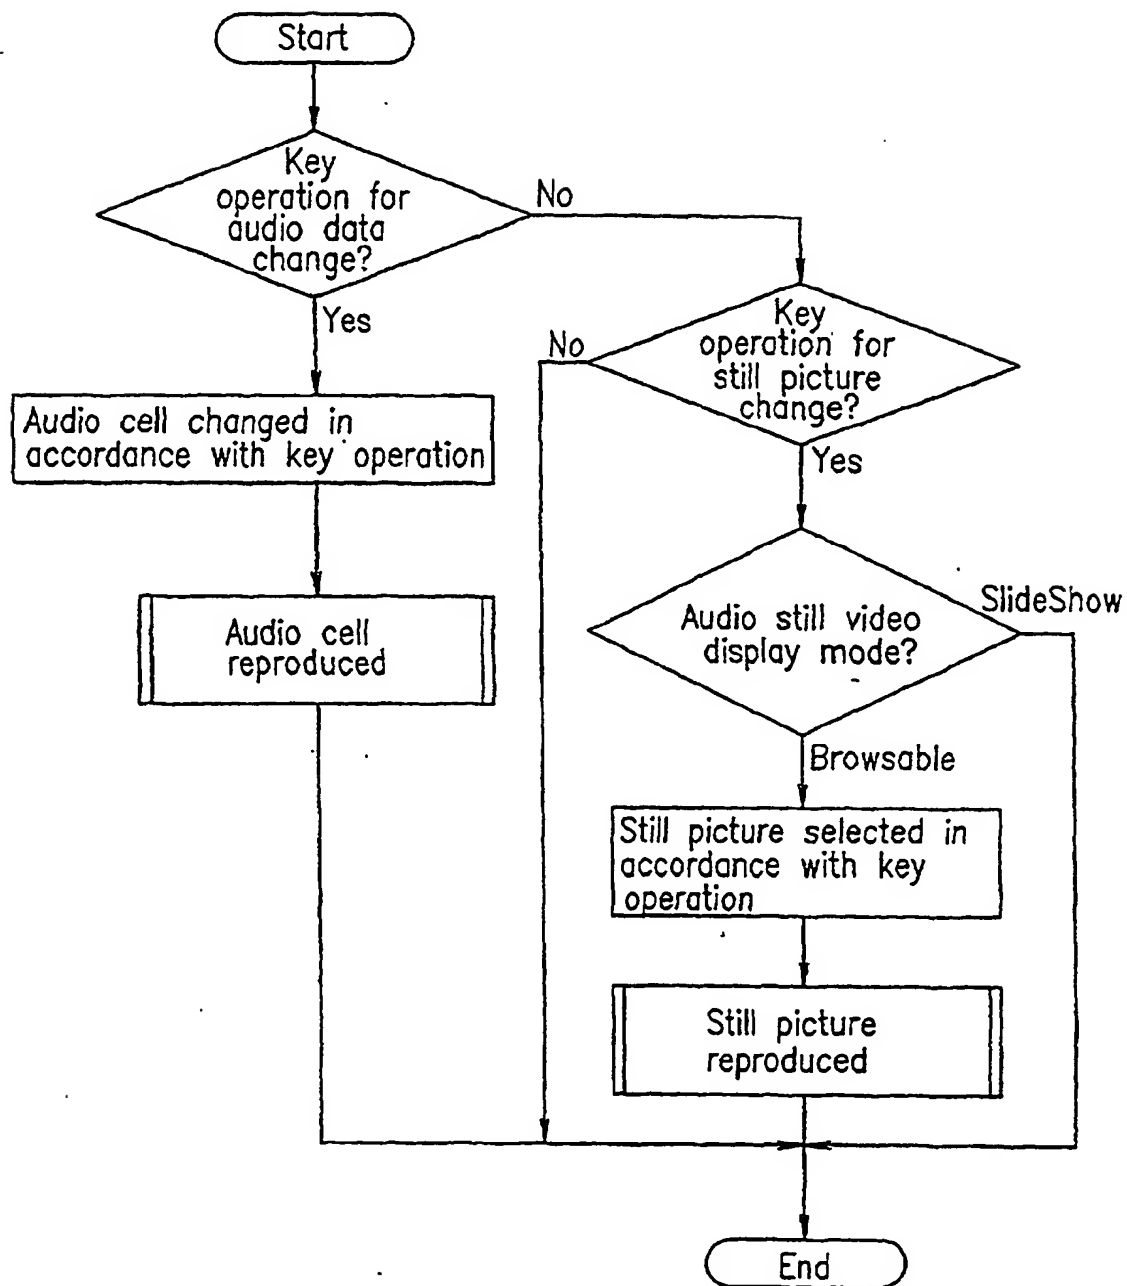 Start
Key
operation for
audio data
change?
No
Yes
Audio cell changed in
accordance with key operation
Audio cell
reproduced
Key
operation for
still picture
change?
No
Yes
Audio still video
display mode?
SlideShow
Browsable
Still picture selected in
accordance with key
operation
Still picture
reproduced
End